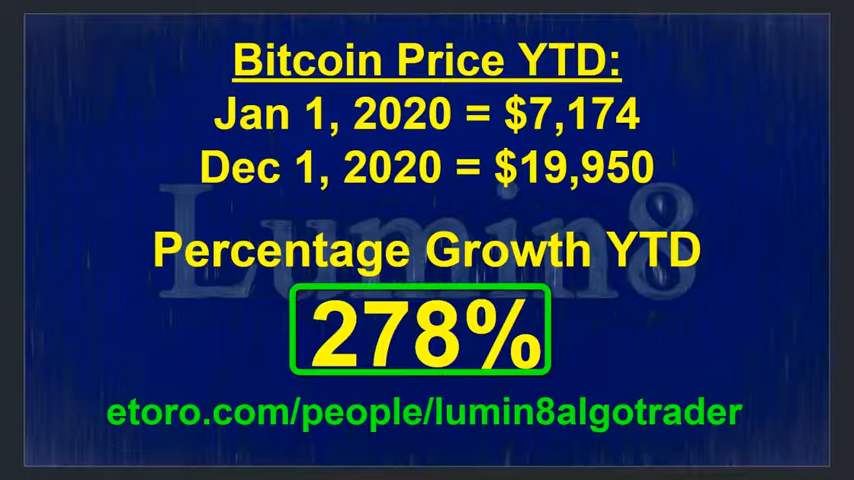 Bitcoin Price YTD:
Jan 1, 2020 = $7,174
Dec 1, 2020 = $19,950
Lumin8
Percentage Growth YTD
278%
etoro.com/people/lumin8algotrader